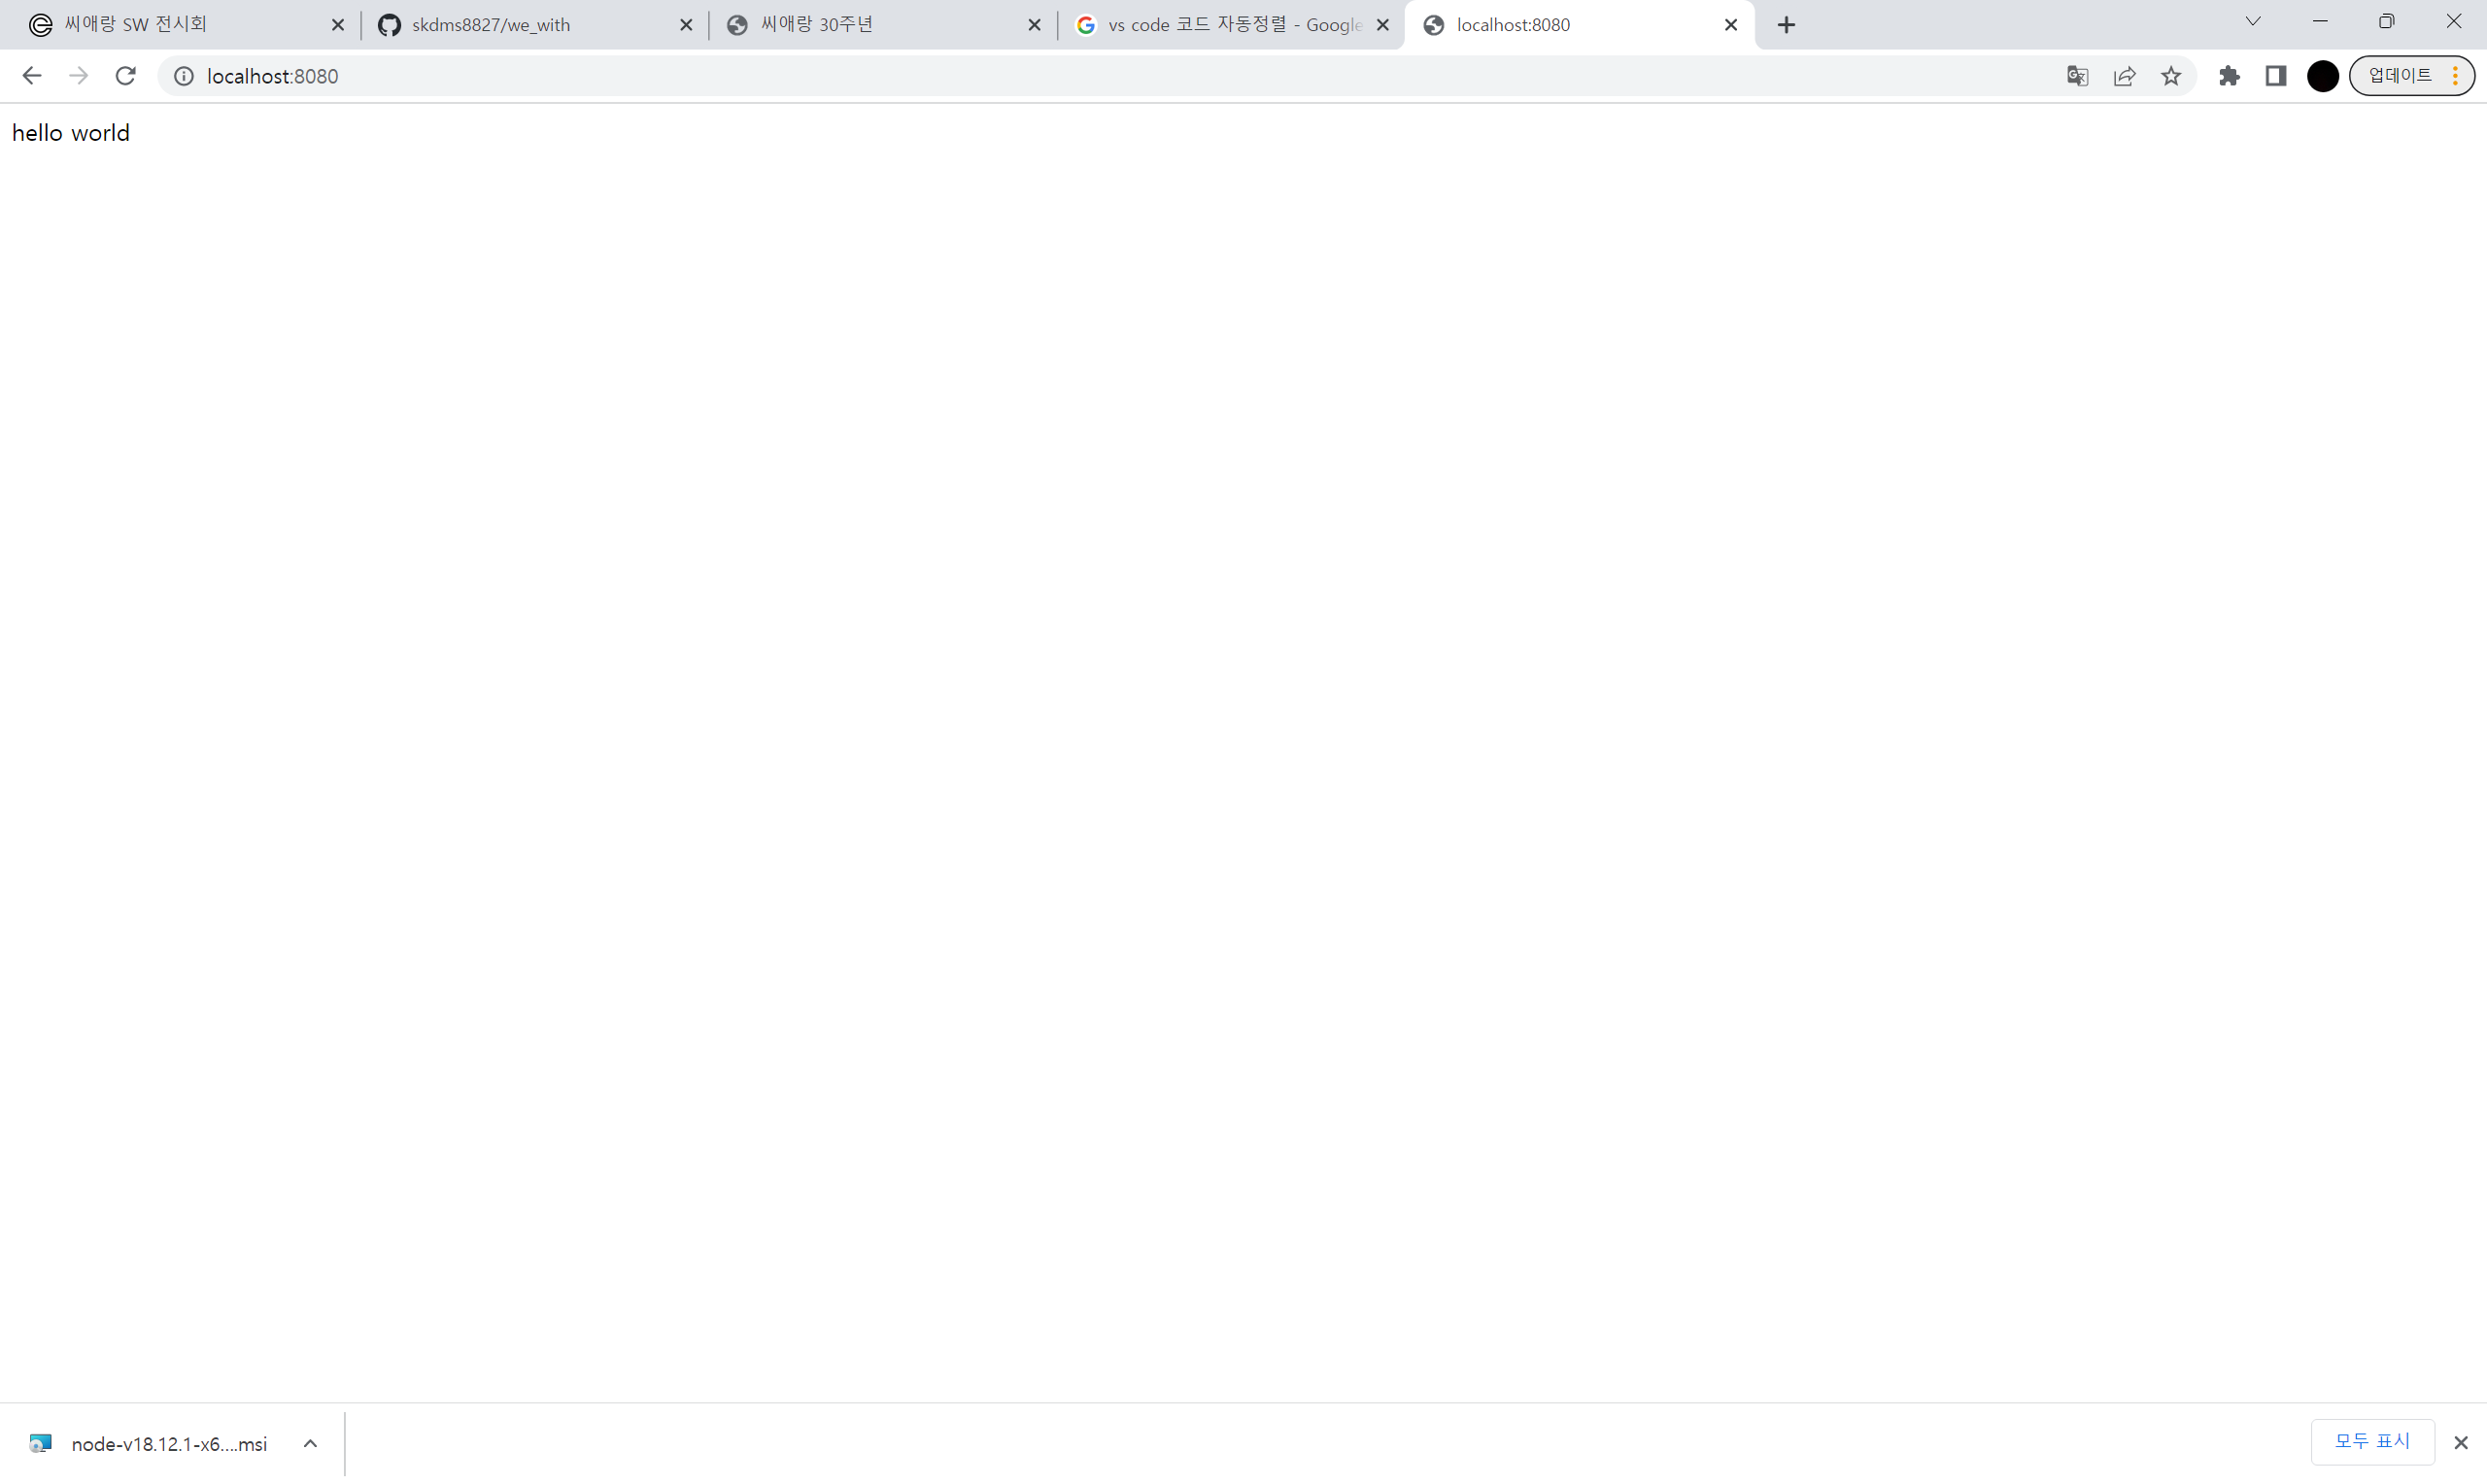 씨애랑 SW 전시회
skdms8827/we_with
씨애랑 30주년
vs code 코드 자동정렬 - Google
localhost:8080
localhost:8080
업데이트
hello world
node-v18.12.1-x6....msi
모두 표시